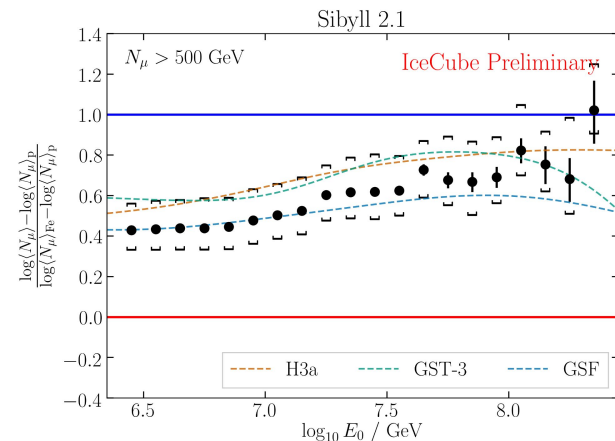 Sibyll 2.1
N_μ > 500 GeV
IceCube Preliminary
1.4
1.2
1.0
0.8
0.6
0.4
0.2
0.0
−0.2
−0.4
log⟨N_μ⟩−log⟨N_μ⟩_p
log⟨N_μ⟩_Fe−log⟨N_μ⟩_p
H3a GST-3 GSF
6.5 7.0 7.5 8.0
log₁₀ E₀ / GeV